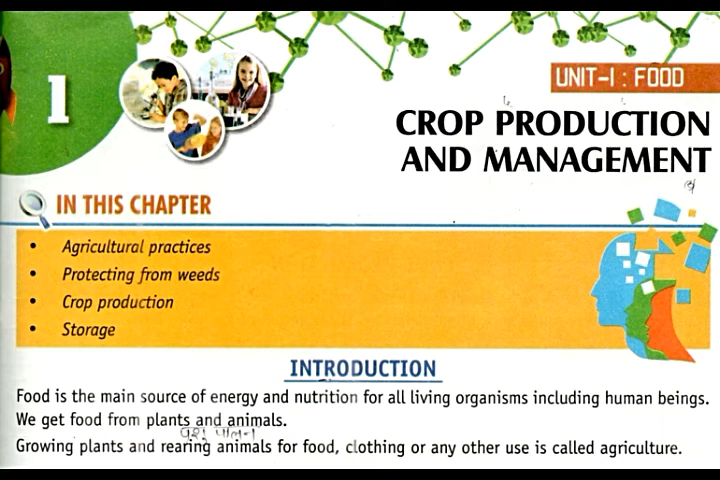 1
UNIT–I : FOOD
CROP PRODUCTION
AND MANAGEMENT
IN THIS CHAPTER
• Agricultural practices
• Protecting from weeds
• Crop production
• Storage
INTRODUCTION
Food is the main source of energy and nutrition for all living organisms including human beings.
We get food from plants and animals.
पशु पालन
Growing plants and rearing animals for food, clothing or any other use is called agriculture.